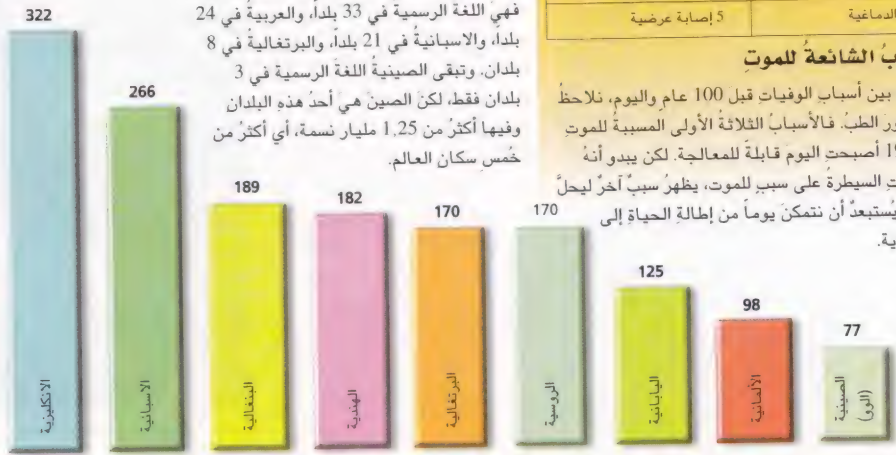 الدماغية
5 إصابة عرضية
الشائعةُ للموتِ
بين أسبابِ الوفياتِ قبل 100 عامٍ واليوم، نلاحظُ
الطبُ. فالأسبابُ الثلاثةُ الأولى المسببةُ للموتِ
أصبحتِ اليومَ قابلةً للمعالجة. لكن يبدو أنهُ
السيطرةُ على سببٍ للموت، يظهرُ سببٌ آخرُ ليحلَّ
أن نتمكنَ يوماً من إطالةِ الحياةِ إلى
فهيَ اللغةُ الرسميةُ في 33 بلداً، والعربيةُ في 24
بلداً، والاسبانيةُ في 21 بلداً، والبرتغاليةُ في 8
بلدان. وتبقى الصينيةُ اللغةَ الرسميةَ في 3
بلدانٍ فقط، لكنَّ الصينَ هيَ أحدُ هذهِ البلدانِ
وفيها أكثرُ من 1,25 مليار نسمة، أي أكثرُ من
خُمسِ سكانِ العالم.
322
الانكليزية
266
الاسبانية
189
البنغالية
182
الهندية
170
البرتغالية
170
الروسية
125
اليابانية
98
الألمانية
77
الصينية
(الوو)